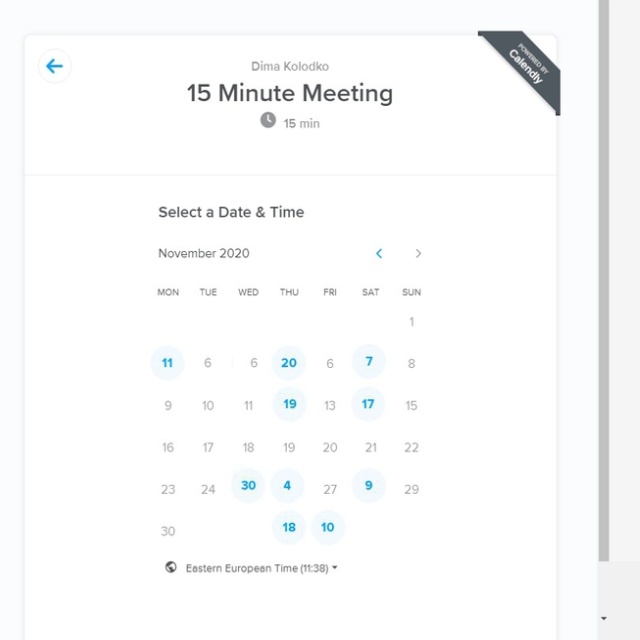 POWERED BY
Calendly
Dima Kolodko
15 Minute Meeting
15 min
Select a Date & Time
November 2020
MON TUE WED THU FRI SAT SUN
1
11 6 6 20 6 7 8
9 10 11 19 13 17 15
16 17 18 19 20 21 22
23 24 30 4 27 9 29
30 18 10
Eastern European Time (11:38)